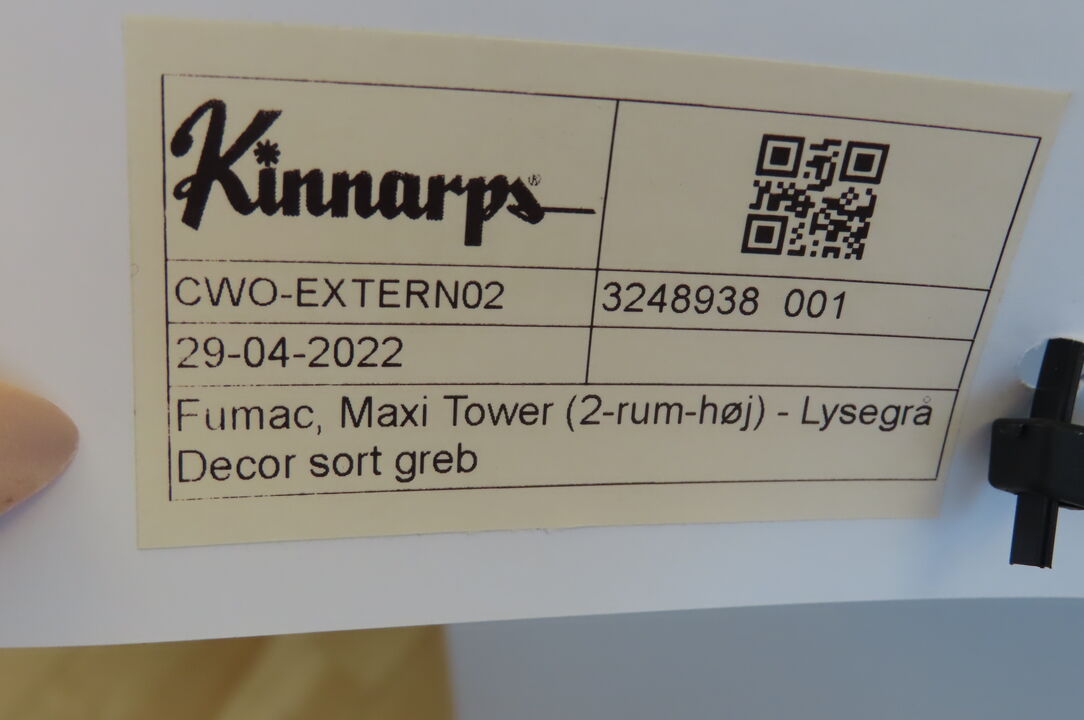 Kinnarps®
CWO-EXTERN02
3248938 001
29-04-2022
Fumac, Maxi Tower (2-rum-høj) - Lysegrå
Decor sort greb